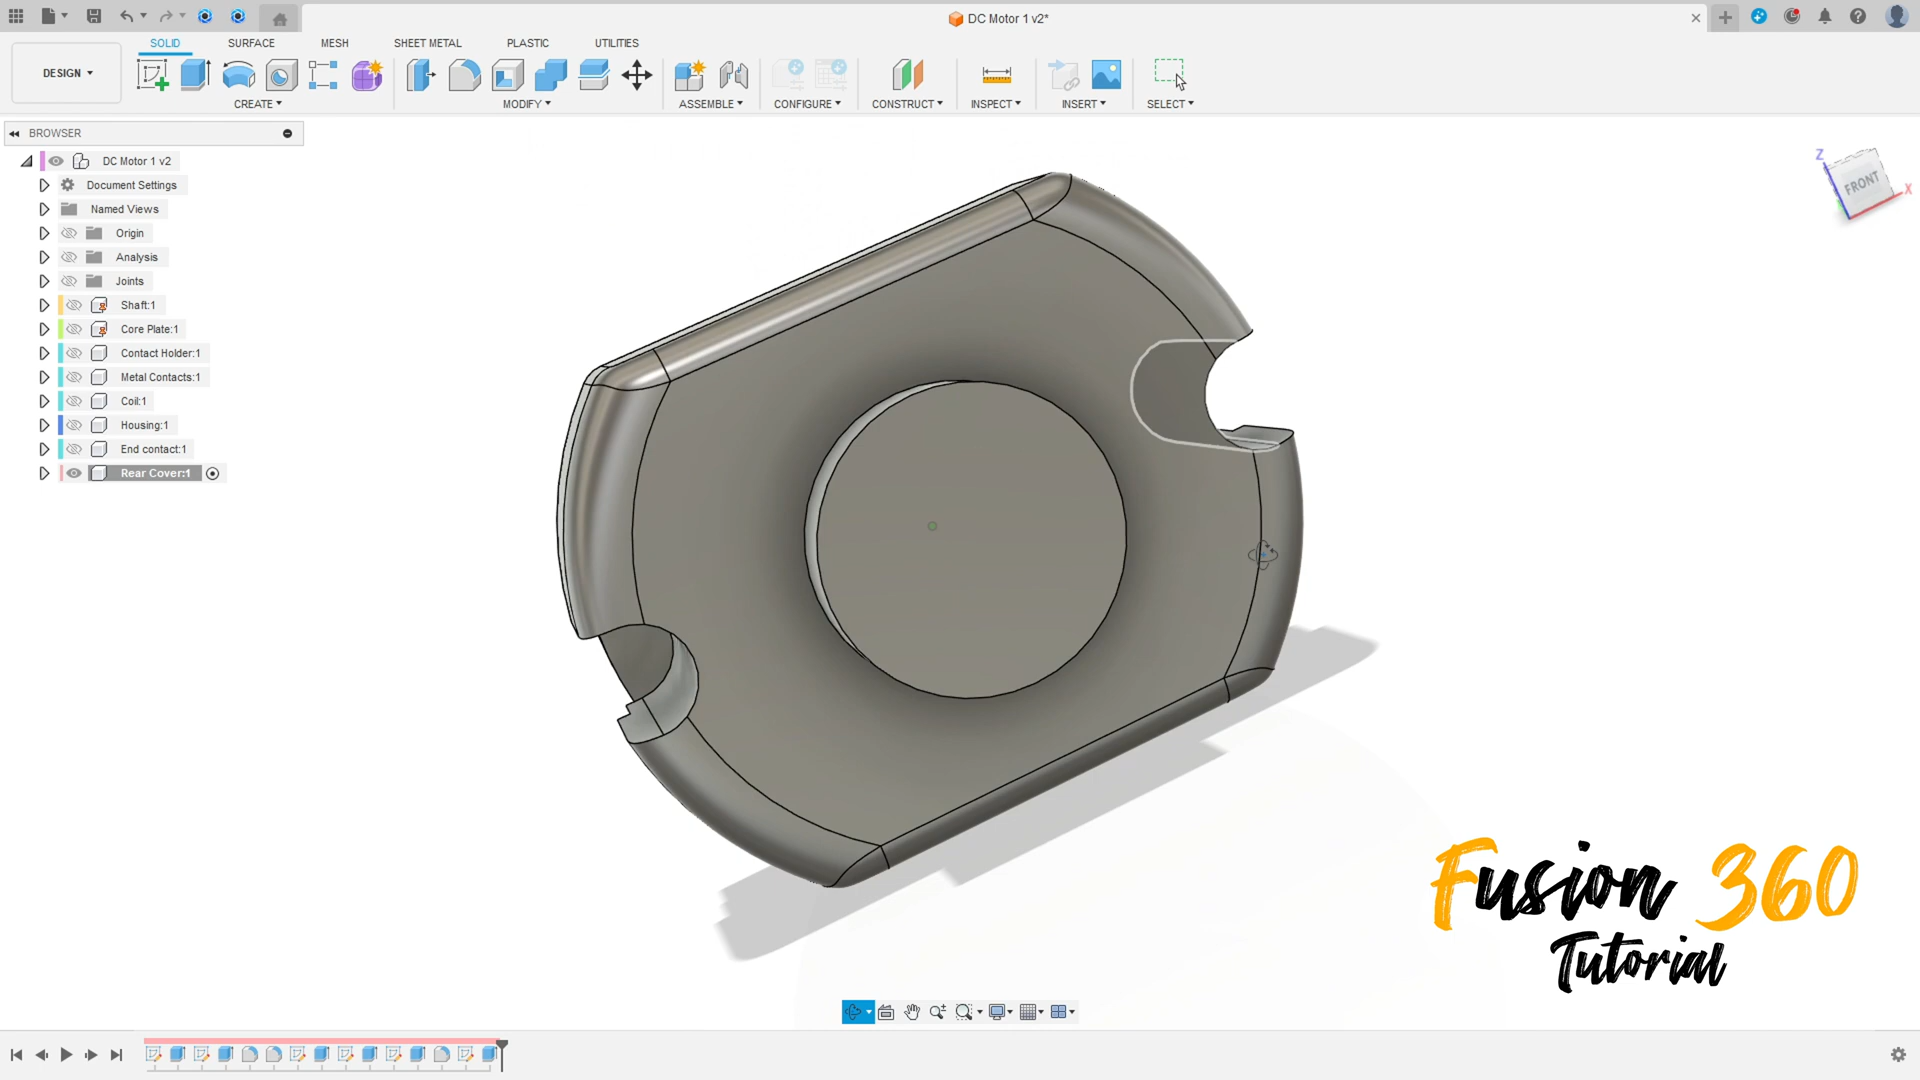 DC Motor 1 v2*
DESIGN
SOLID
SURFACE
MESH
SHEET METAL
PLASTIC
UTILITIES
CREATE
MODIFY
ASSEMBLE
CONFIGURE
CONSTRUCT
INSPECT
INSERT
SELECT
BROWSER
DC Motor 1 v2
Document Settings
Named Views
Origin
Analysis
Joints
Shaft:1
Core Plate:1
Contact Holder:1
Metal Contacts:1
Coil:1
Housing:1
End contact:1
Rear Cover:1
Z
FRONT
X
Fusion 360
Tutorial